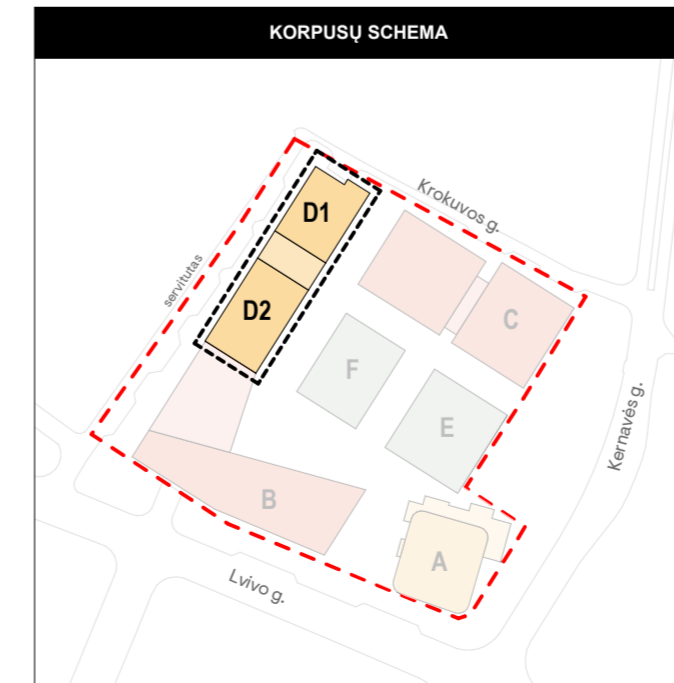 KORPUSŲ SCHEMA
Krokuvos g.
D1
servitutas
D2
C
F
Kernavės g.
E
B
A
Lvivo g.